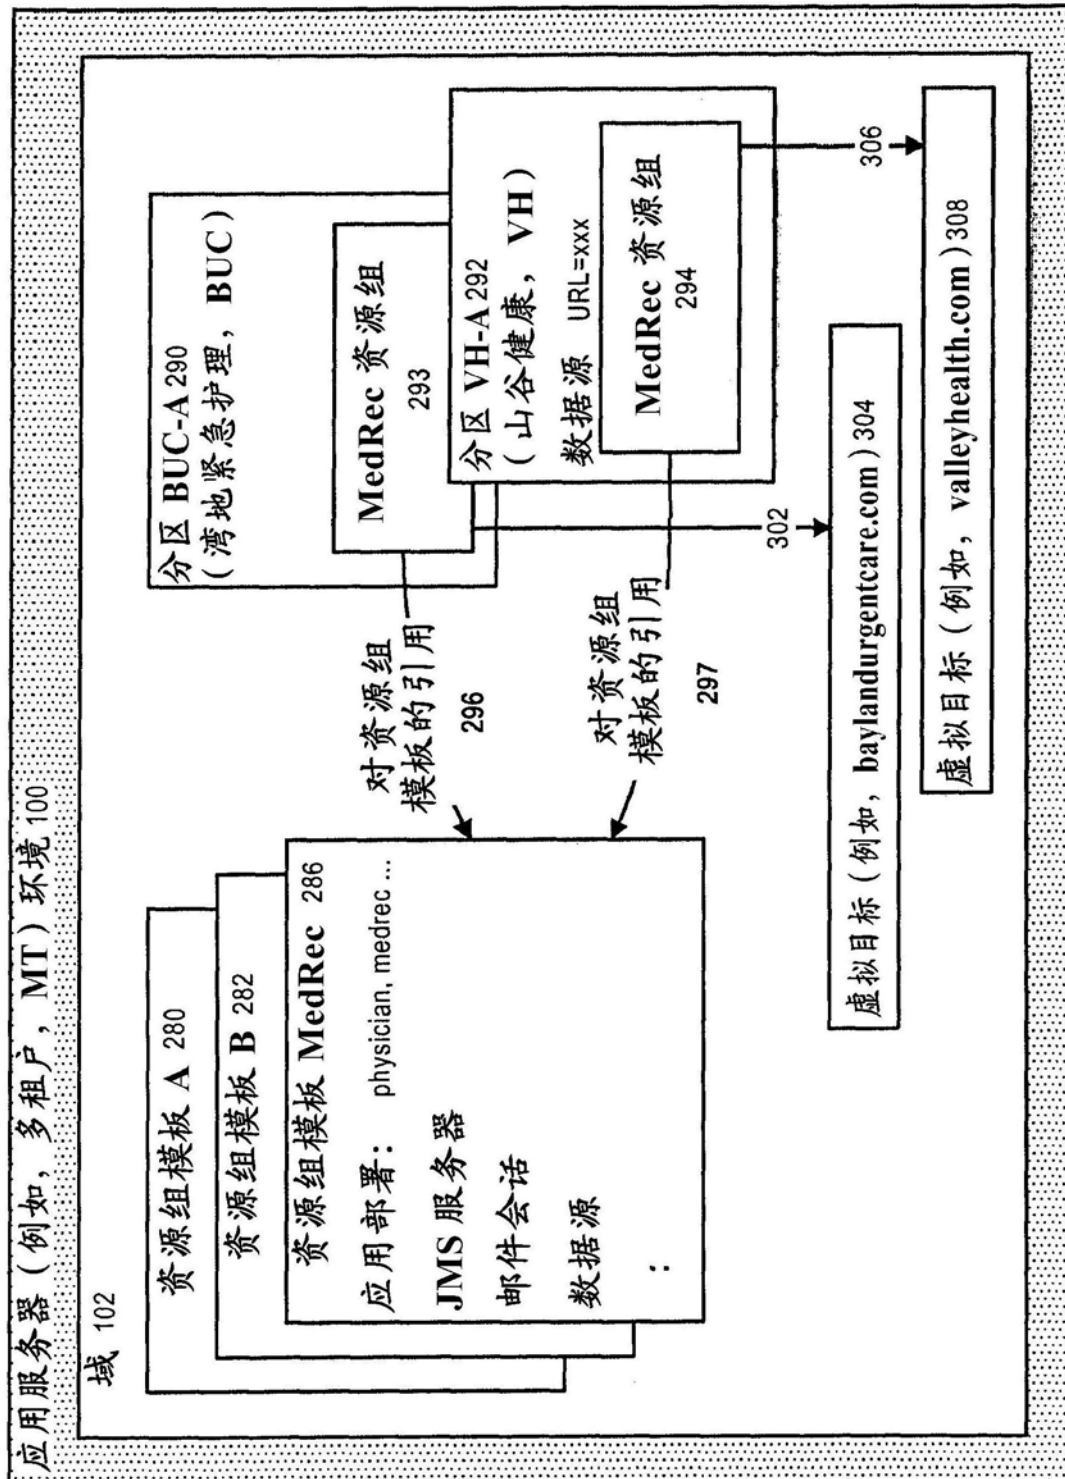 应用服务器（例如，多租户，MT）环境 100
域 102
资源组模板 A 280
资源组模板 B 282
资源组模板 MedRec 286
应用部署： physician, medrec ...
JMS 服务器
邮件会话
数据源
:
对资源组
模板的引用
296
对资源组
模板的引用
297
分区 BUC-A 290
（湾地紧急护理，BUC）
MedRec 资源组
293
分区 VH-A 292
（山谷健康，VH）
数据源 URL=xxx
MedRec 资源组
294
302
306
虚拟目标（例如，baylandurgentcare.com）304
虚拟目标（例如，valleyhealth.com）308